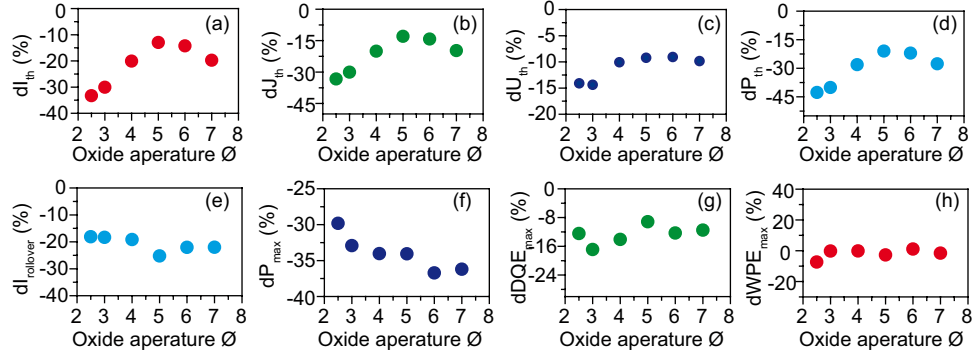 (a)
dI_th (%)
0
-10
-20
-30
-40
2 3 4 5 6 7 8
Oxide aperature Ø
(b)
dJ_th (%)
0
-15
-30
-45
2 3 4 5 6 7 8
Oxide aperature Ø
(c)
dU_th (%)
0
-5
-10
-15
-20
2 3 4 5 6 7 8
Oxide aperature Ø
(d)
dP_th (%)
0
-15
-30
-45
2 3 4 5 6 7 8
Oxide aperature Ø
(e)
dI_rollover (%)
0
-10
-20
-30
-40
2 3 4 5 6 7 8
Oxide aperature Ø
(f)
dP_max (%)
-25
-30
-35
-40
2 3 4 5 6 7 8
Oxide aperature Ø
(g)
dDQE_max (%)
0
-8
-16
-24
2 3 4 5 6 7 8
Oxide aperature Ø
(h)
dWPE_max (%)
40
20
0
-20
2 3 4 5 6 7 8
Oxide aperature Ø